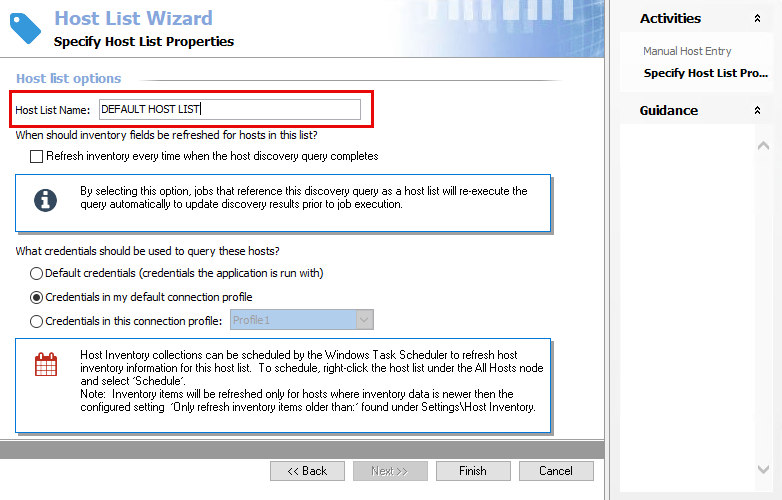 Host List Wizard
Specify Host List Properties
Host list options
Host List Name: DEFAULT HOST LIST
When should inventory fields be refreshed for hosts in this list?
Refresh inventory every time when the host discovery query completes
By selecting this option, jobs that reference this discovery query as a host list will re-execute the
query automatically to update discovery results prior to job execution.
What credentials should be used to query these hosts?
Default credentials (credentials the application is run with)
Credentials in my default connection profile
Credentials in this connection profile: Profile1
Host Inventory collections can be scheduled by the Windows Task Scheduler to refresh host
inventory information for this host list.  To schedule, right-click the host list under the All Hosts node
and select 'Schedule'.
Note:  Inventory items will be refreshed only for hosts where inventory data is newer then the
configured setting  'Only refresh inventory items older than:' found under Settings\Host Inventory.
<< Back
Next >>
Finish
Cancel
Activities
Manual Host Entry
Specify Host List Pro...
Guidance